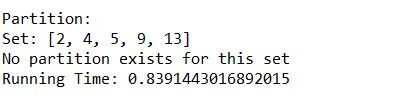 Partition:
Set: [2, 4, 5, 9, 13]
No partition exists for this set
Running Time: 0.8391443016892015